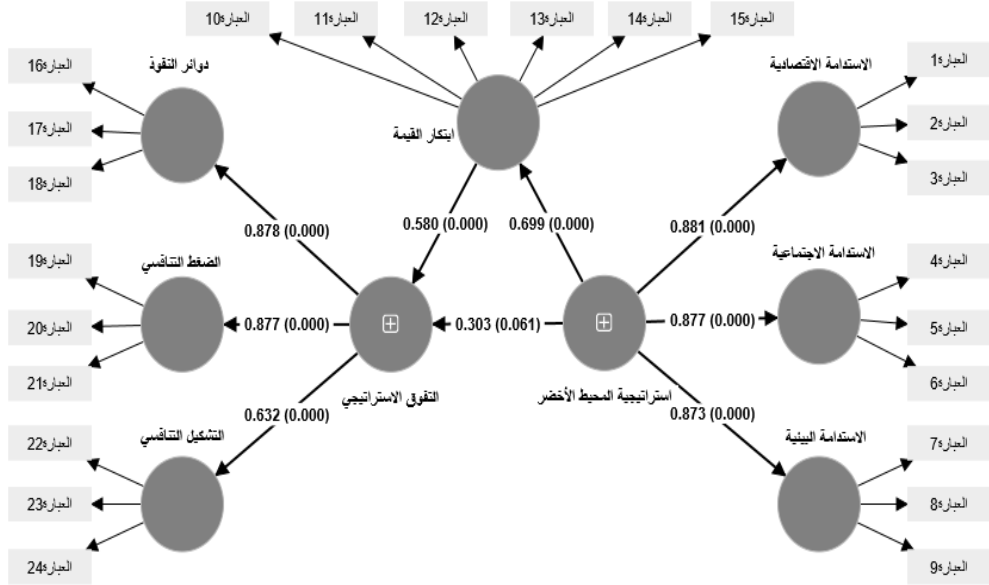 العبارة10
العبارة11
العبارة12
العبارة13
العبارة14
العبارة15
دوائر النفوذ
العبارة16
العبارة17
العبارة18
ابتكار القيمة
الاستدامة الاقتصادية
العبارة1
العبارة2
العبارة3
0.878 (0.000)
0.580 (0.000)
0.699 (0.000)
0.881 (0.000)
الضغط التنافسي
العبارة19
العبارة20
العبارة21
0.877 (0.000)
0.303 (0.061)
0.877 (0.000)
الاستدامة الاجتماعية
العبارة4
العبارة5
العبارة6
التفوق الاستراتيجي
استراتيجية المحيط الأخضر
0.632 (0.000)
0.873 (0.000)
التشكيل التنافسي
العبارة22
العبارة23
العبارة24
الاستدامة البيئية
العبارة7
العبارة8
العبارة9